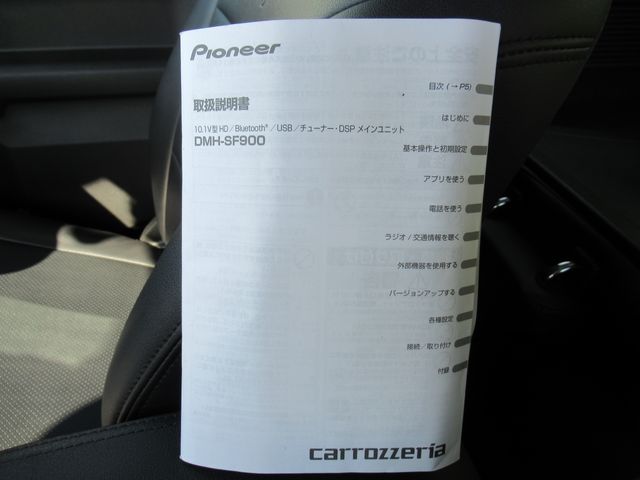 Pioneer
取扱説明書
10.1V型 HD／Bluetooth®／USB／チューナー・DSP メインユニット
DMH-SF900
目次 (→ P5)
はじめに
基本操作と初期設定
アプリを使う
電話を使う
ラジオ / 交通情報を聴く
外部機器を使用する
バージョンアップする
各種設定
接続／取り付け
付録
carrozzeria